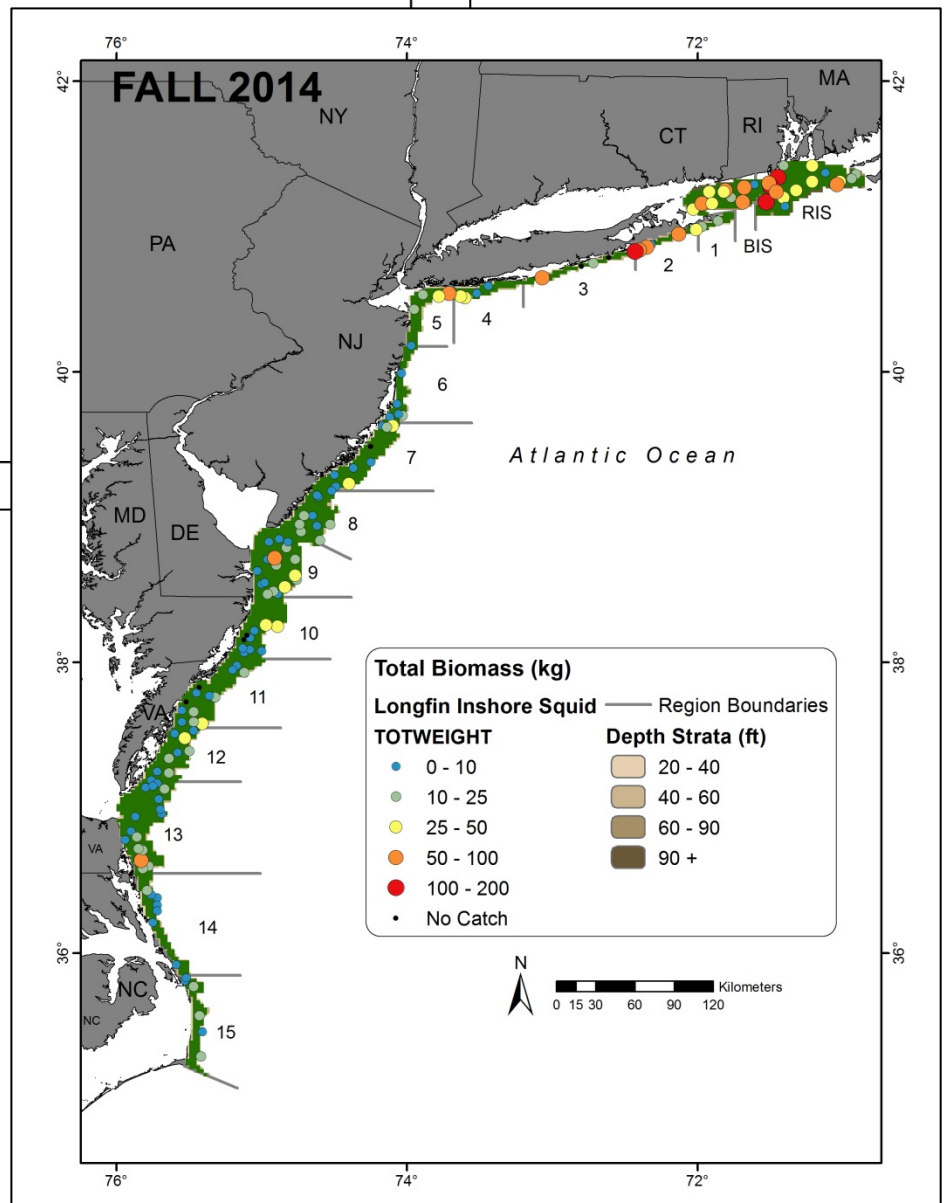 76°
74°
72°
42°
42°
FALL 2014
NY
MA
CT
RI
PA
RIS
BIS
1
2
3
4
5
NJ
40°
40°
6
Atlantic Ocean
7
MD
DE
8
9
10
38°
38°
11
VA
12
13
VA
14
36°
36°
NC
NC
15
Total Biomass (kg)
Longfin Inshore Squid
Region Boundaries
TOTWEIGHT
Depth Strata (ft)
0 - 10
20 - 40
10 - 25
40 - 60
25 - 50
60 - 90
50 - 100
90 +
100 - 200
No Catch
N
Kilometers
0 15 30 60 90 120
76°
74°
72°